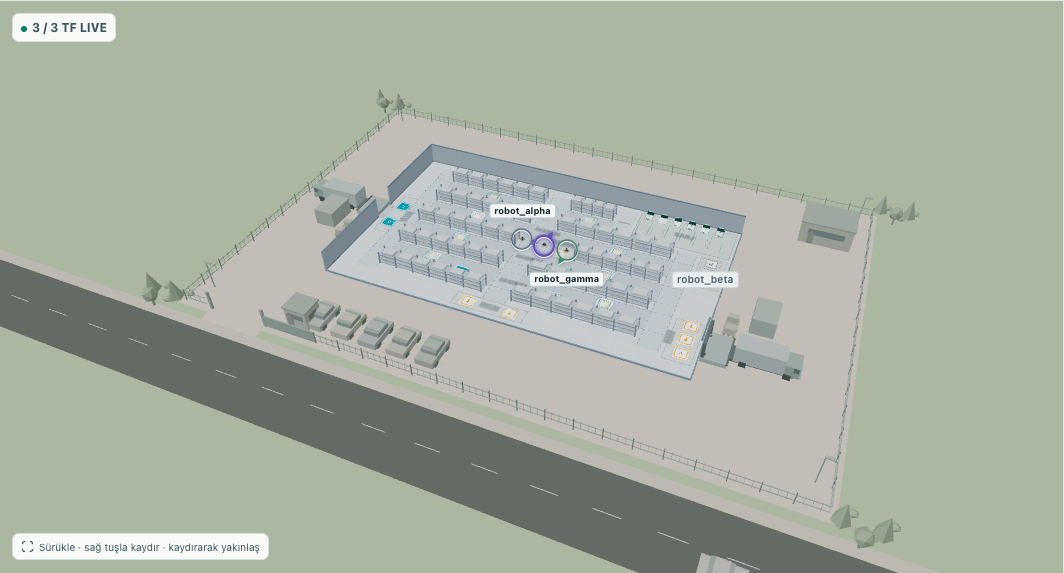 3 / 3 TF LIVE
robot_alpha
robot_gamma
robot_beta
Sürükle · sağ tuşla kaydır · kaydırarak yakınlaş